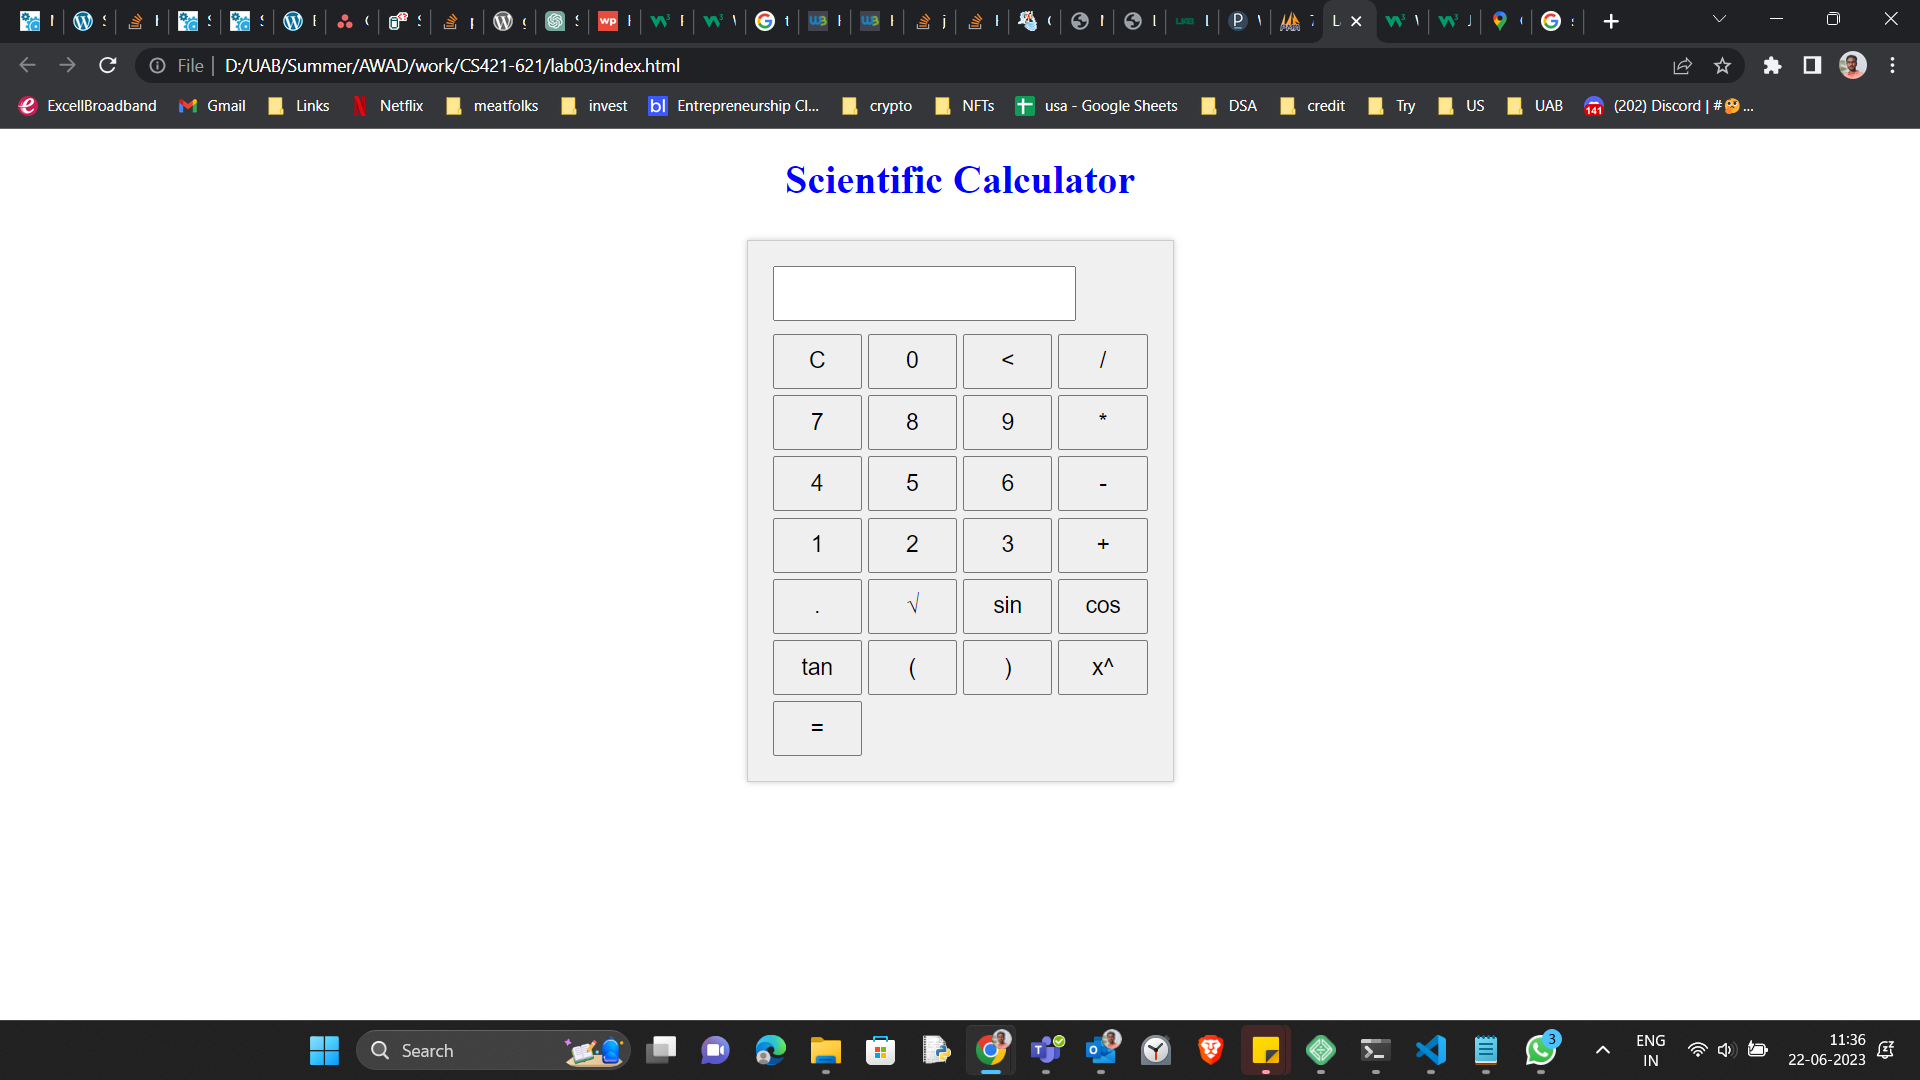 File | D:/UAB/Summer/AWAD/work/CS421-621/lab03/index.html
ExcellBroadband Gmail Links Netflix meatfolks invest Entrepreneurship Cl... crypto NFTs usa - Google Sheets DSA credit Try US UAB (202) Discord | #🤔...
Scientific Calculator
C 0 < /
7 8 9 *
4 5 6 -
1 2 3 +
. √ sin cos
tan ( ) x^
=
Search
3
ENG
IN
11:36
22-06-2023